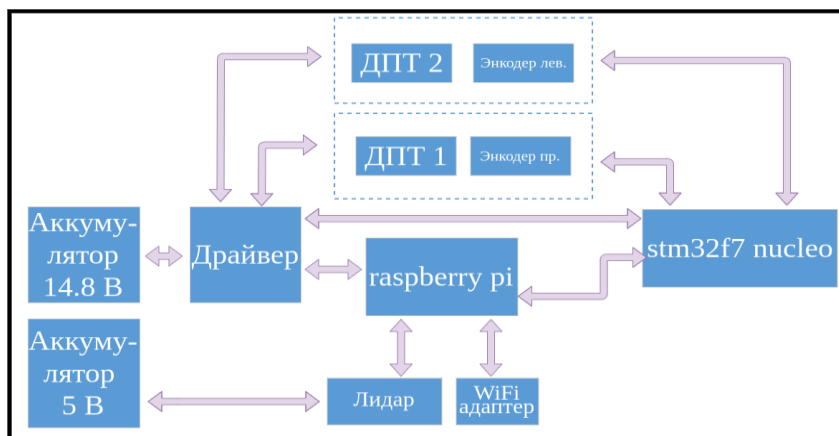 ДПТ 2
Энкодер лев.
ДПТ 1
Энкодер пр.
Аккуму-
лятор
14.8 В
Драйвер
stm32f7 nucleo
raspberry pi
Аккуму-
лятор
5 В
Лидар
WiFi
адаптер